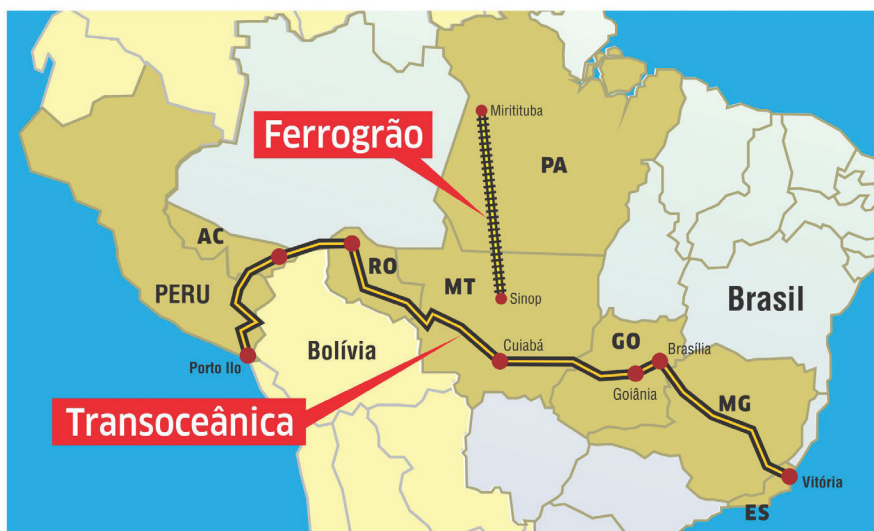 Miritituba
Ferrogrão
PA
AC
RO
MT
PERU
Sinop
Brasil
Bolívia
Cuiabá
GO
Brasília
Porto Ilo
Goiânia
MG
Transoceânica
Vitória
ES